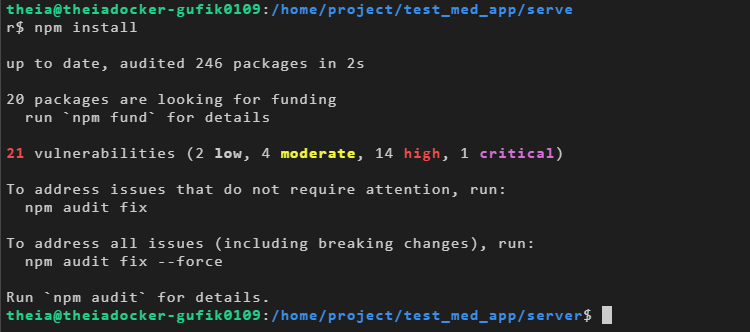 theia@theiadocker-gufik0109:/home/project/test_med_app/serve
r$ npm install
up to date, audited 246 packages in 2s
20 packages are looking for funding
  run `npm fund` for details
21 vulnerabilities (2 low, 4 moderate, 14 high, 1 critical)
To address issues that do not require attention, run:
  npm audit fix
To address all issues (including breaking changes), run:
  npm audit fix --force
Run `npm audit` for details.
theia@theiadocker-gufik0109:/home/project/test_med_app/server$